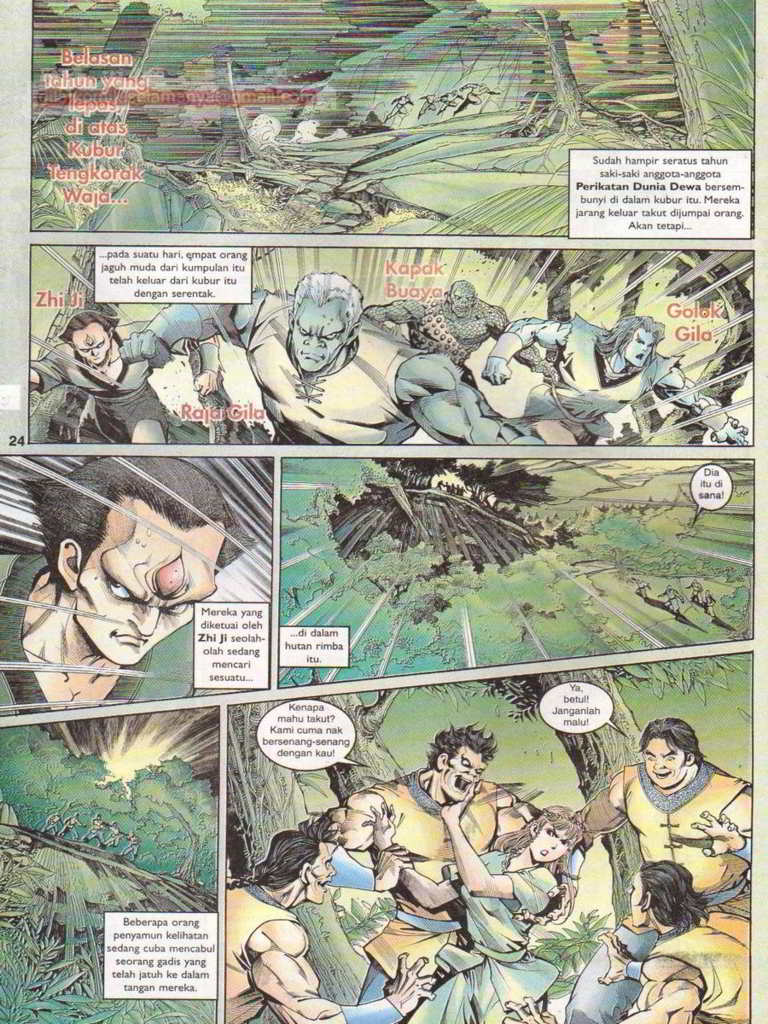 Belasan
tahun yang
lepas
di atas
Kubur
Tengkorak
Waja...
Sudah hampir seratus tahun
saki-saki anggota-anggota
Perikatan Dunia Dewa bersem-
bunyi di dalam kubur itu. Mereka
jarang keluar takut dijumpai orang.
Akan tetapi...
...pada suatu hari, empat orang
jaguh muda dari kumpulan itu
telah keluar dari kubur itu
dengan serentak.
Zhi Ji
Raja Gila
Kapak
Buaya
Golok
Gila
24
Mereka yang
diketuai oleh
Zhi Ji seolah-
olah sedang
mencari
sesuatu...
Dia
itu di
sana!
...di dalam
hutan rimba
itu.
Beberapa orang
penyamun kelihatan
sedang cuba mencabul
seorang gadis yang
telah jatuh ke dalam
tangan mereka.
Kenapa
mahu takut?
Kami cuma nak
bersenang-senang
dengan kau!
Ya,
betul!
Janganlah
malu!